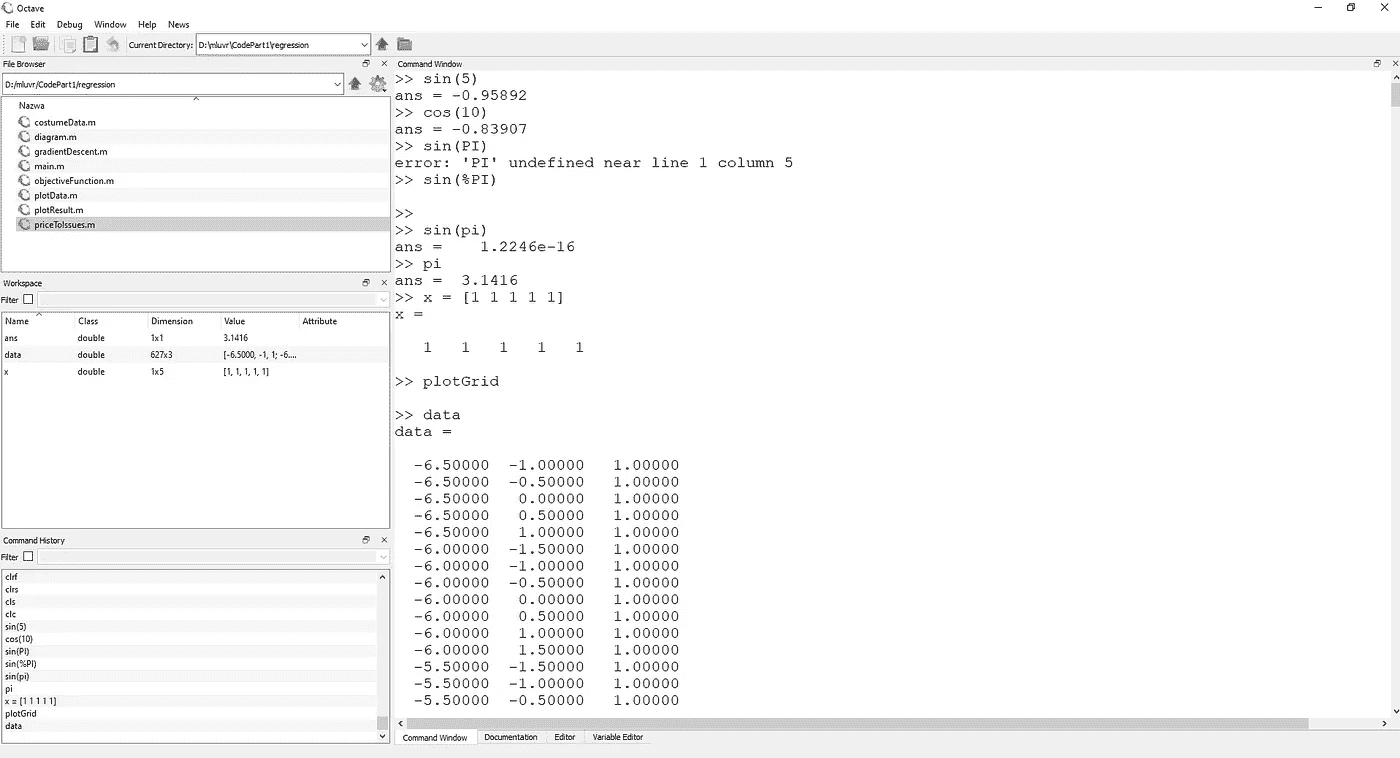 Octave
File Edit Debug Window Help News
Current Directory: D:\mluvr\CodePart1\regression
File Browser
D:/mluvr/CodePart1/regression
Nazwa
costumeData.m
diagram.m
gradientDescent.m
main.m
objectiveFunction.m
plotData.m
plotResult.m
priceToIssues.m
Workspace
Filter
Name Class Dimension Value Attribute
ans double 1x1 3.1416
data double 627x3 [-6.5000, -1, 1; -6....
x double 1x5 [1, 1, 1, 1, 1]
Command History
Filter
clrf
clrs
cls
clc
sin(5)
cos(10)
sin(PI)
sin(%PI)
sin(pi)
pi
x = [1 1 1 1 1]
plotGrid
data
Command Window
>> sin(5)
ans = -0.95892
>> cos(10)
ans = -0.83907
>> sin(PI)
error: 'PI' undefined near line 1 column 5
>> sin(%PI)
>>
>> sin(pi)
ans =    1.2246e-16
>> pi
ans =  3.1416
>> x = [1 1 1 1 1]
x =
1   1   1   1   1
>> plotGrid
>> data
data =
-6.50000  -1.00000   1.00000
-6.50000  -0.50000   1.00000
-6.50000   0.00000   1.00000
-6.50000   0.50000   1.00000
-6.50000   1.00000   1.00000
-6.00000  -1.50000   1.00000
-6.00000  -1.00000   1.00000
-6.00000  -0.50000   1.00000
-6.00000   0.00000   1.00000
-6.00000   0.50000   1.00000
-6.00000   1.00000   1.00000
-6.00000   1.50000   1.00000
-5.50000  -1.50000   1.00000
-5.50000  -1.00000   1.00000
-5.50000  -0.50000   1.00000
Command Window Documentation Editor Variable Editor